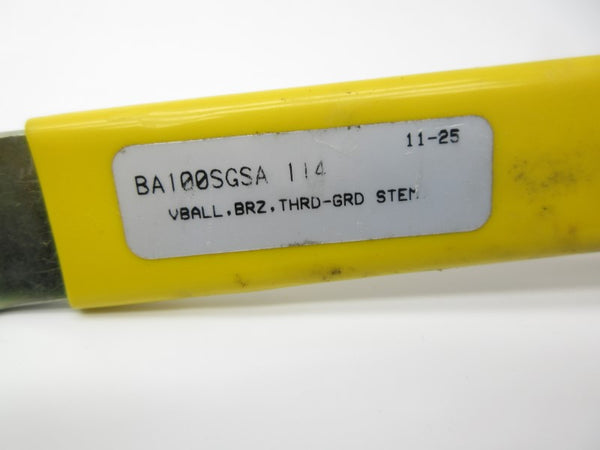 11-25
BA100SGSA 114
VBALL,BRZ,THRD-GRD STEM